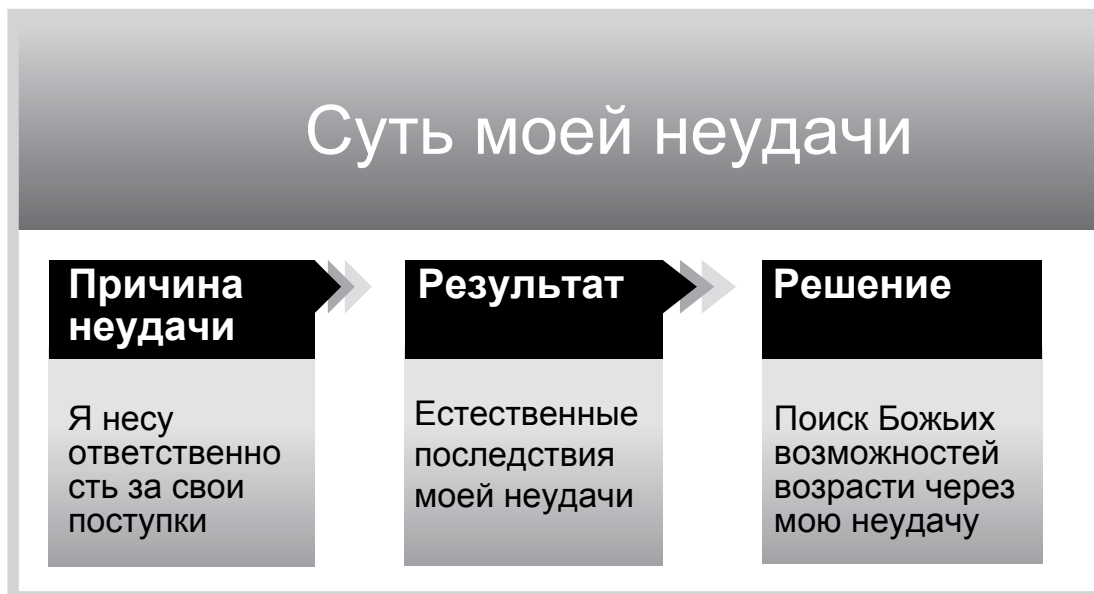 Суть моей неудачи
Причина
неудачи
Я несу
ответственно
сть за свои
поступки
Результат
Естественные
последствия
моей неудачи
Решение
Поиск Божьих
возможностей
возрасти через
мою неудачу